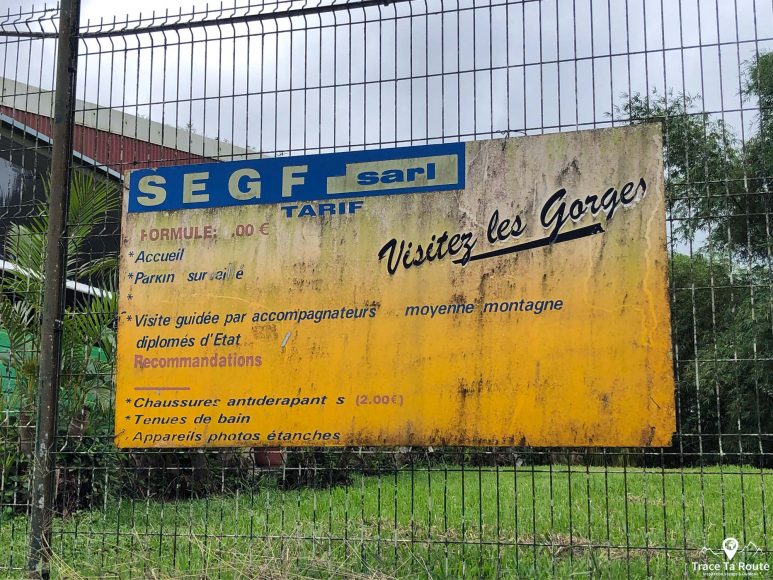 SEGF sarl
TARIF
Visitez les Gorges
FORMULE: .00 €
*Accueil
*Parkin surveillé
*
*Visite guidée par accompagnateurs moyenne montagne
diplomés d'Etat
Recommandations
*Chaussures antiderapant s (2.00€)
*Tenues de bain
*Appareils photos étanches
Trace Ta Route